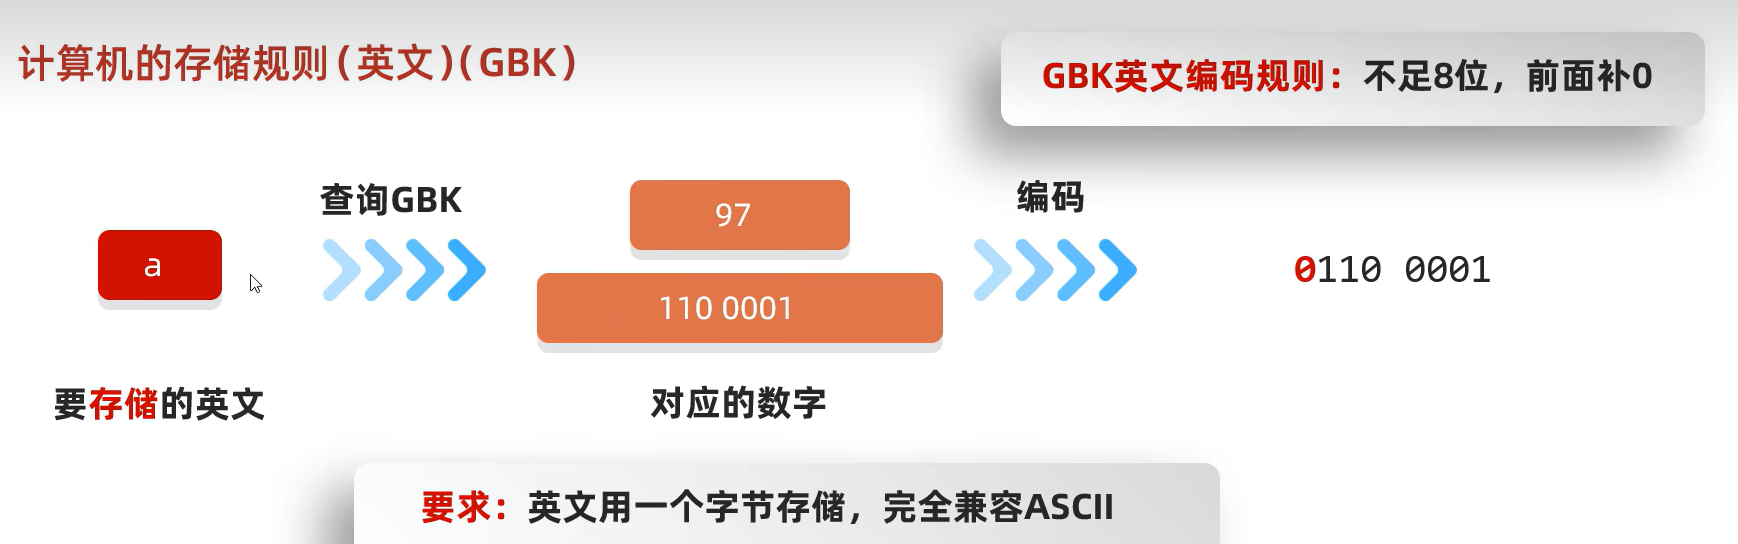 计算机的存储规则(英文)(GBK)
GBK英文编码规则：不足8位，前面补0
查询GBK
编码
a
97
110 0001
0110 0001
要存储的英文
对应的数字
要求：英文用一个字节存储，完全兼容ASCII